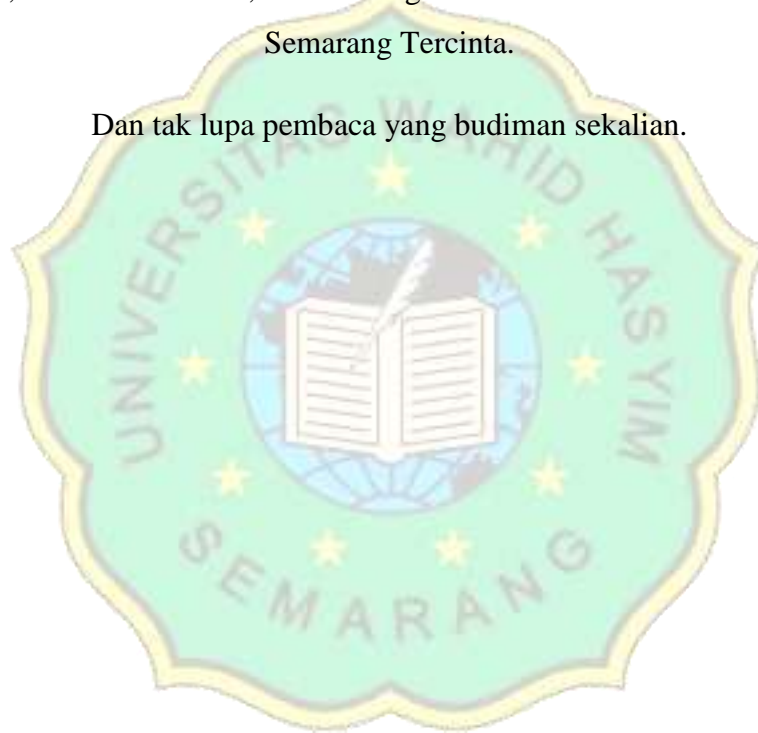 Semarang Tercinta.
Dan tak lupa pembaca yang budiman sekalian.
UNIVERSITAS WAHID HASYIM
SEMARANG